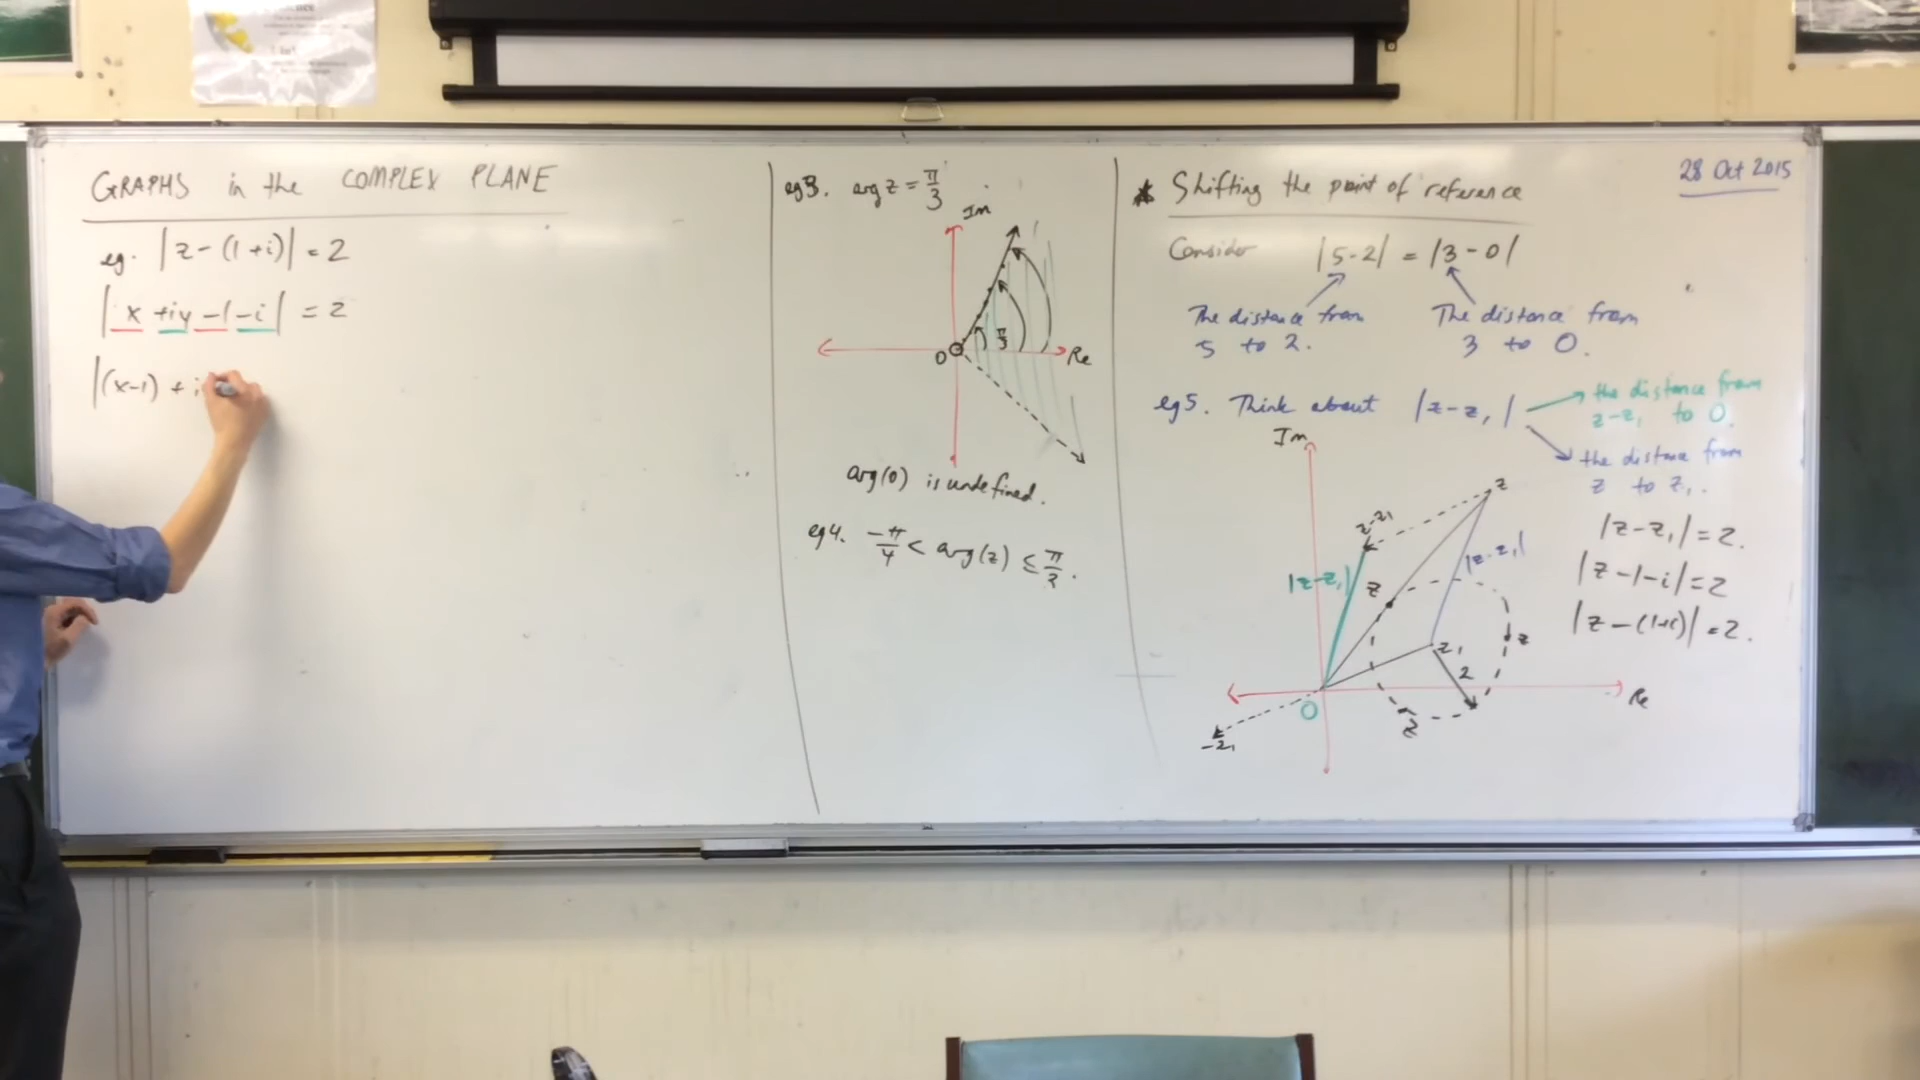 GRAPHS in the COMPLEX PLANE
eg. |z-(1+i)| = 2
|x +iy -1 -i| = 2
|(x-1) + i
eg3. arg z = π/3
Im
π/3
0
Re
arg(0) is undefined.
eg4. -π/4 < arg(z) ≤ π/3.
28 Oct 2015
* Shifting the point of reference
Consider |5-2| = |3-0|
The distance from
5 to 2.
The distance from
3 to 0.
eg5. Think about |z-z₁|
the distance from
z-z₁ to 0.
the distance from
z to z₁.
Im
z
z-z₁
|z-z₁|
z
|z-z₁|
z₁
2
z
z
0
-z₁
Re
|z-z₁| = 2.
|z-1-i| = 2
|z-(1+i)| = 2.